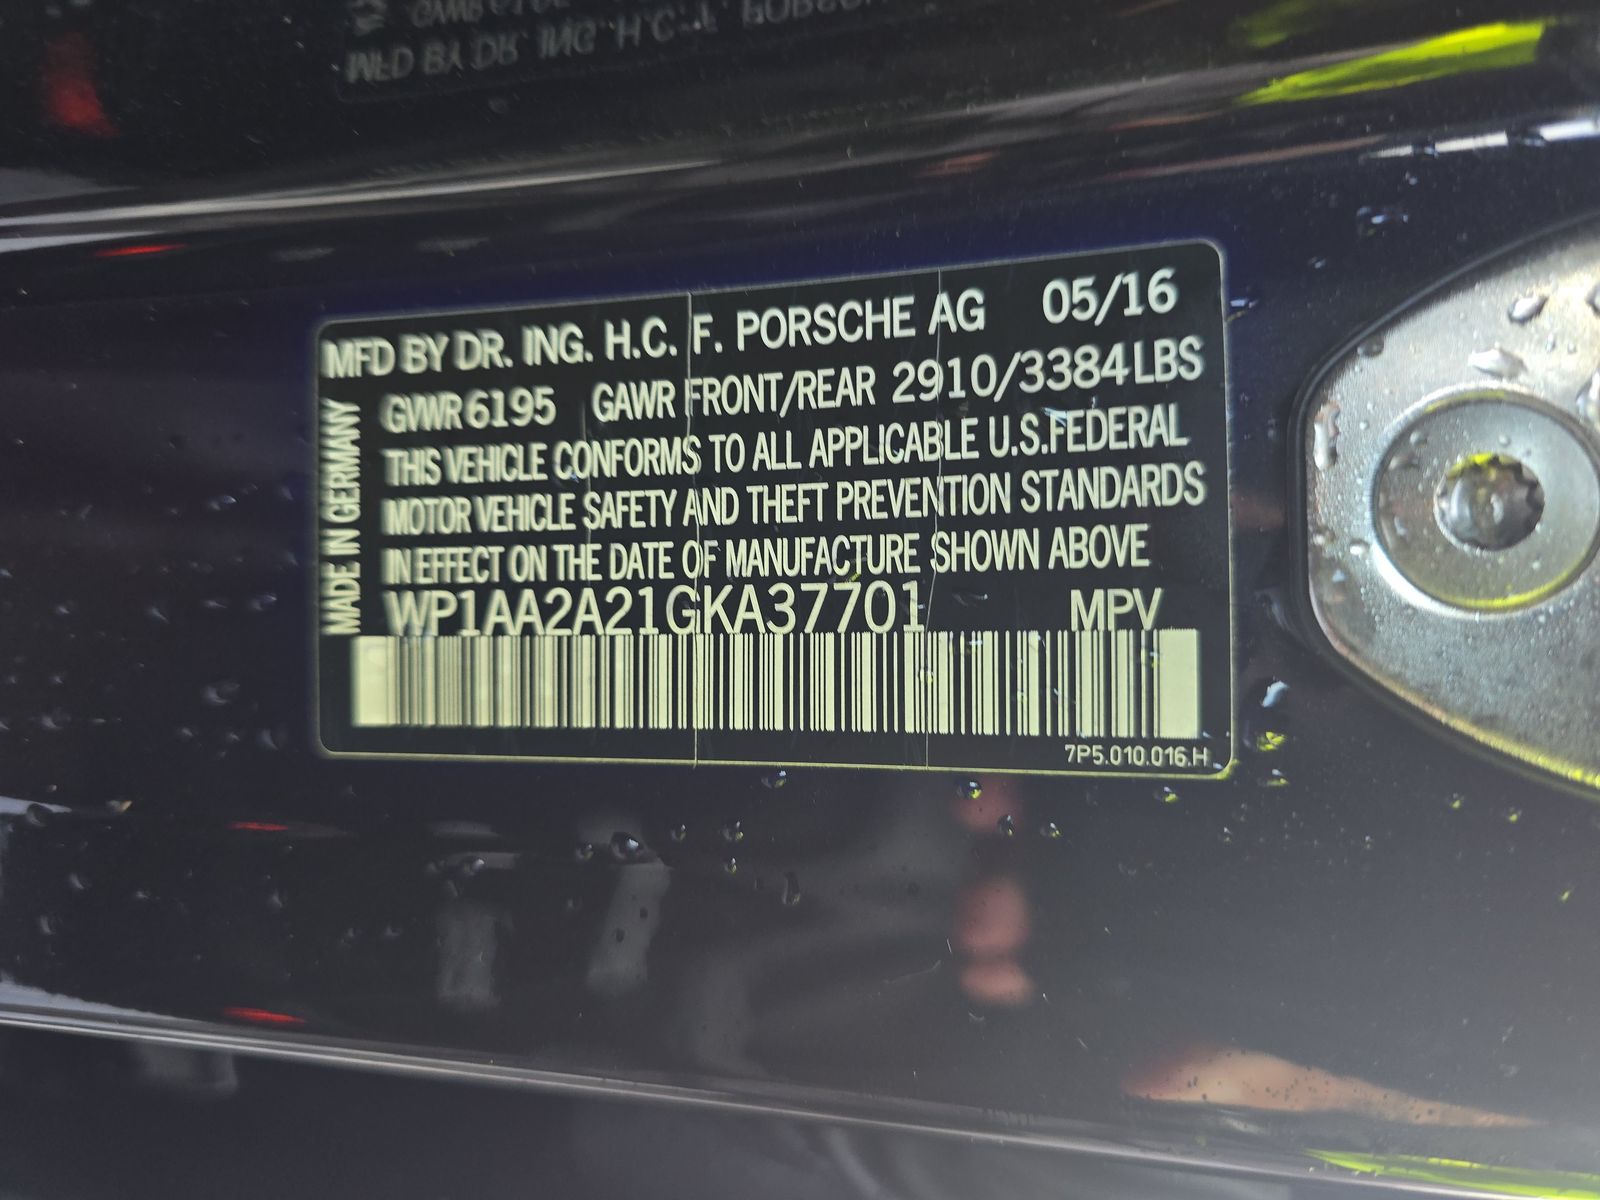 MFD BY DR. ING. H.C. F. PORSCHE AG 05/16
GVWR 6195 GAWR FRONT/REAR 2910/3384LBS
THIS VEHICLE CONFORMS TO ALL APPLICABLE U.S.FEDERAL
MOTOR VEHICLE SAFETY AND THEFT PREVENTION STANDARDS
IN EFFECT ON THE DATE OF MANUFACTURE SHOWN ABOVE
WP1AA2A21GKA37701 MPV
7P5.010.016.H
MADE IN GERMANY